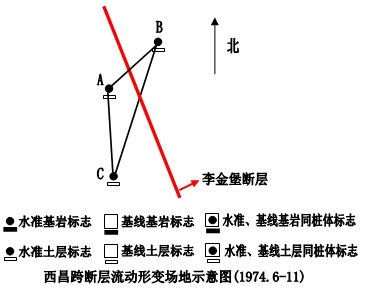 B
北
A
C
李金堡断层
水准基岩标志 基线基岩标志 水准、基线基岩同桩体标志
水准土层标志 基线土层标志 水准、基线土层同桩体标志
西昌跨断层流动形变场地示意图(1974.6-11)